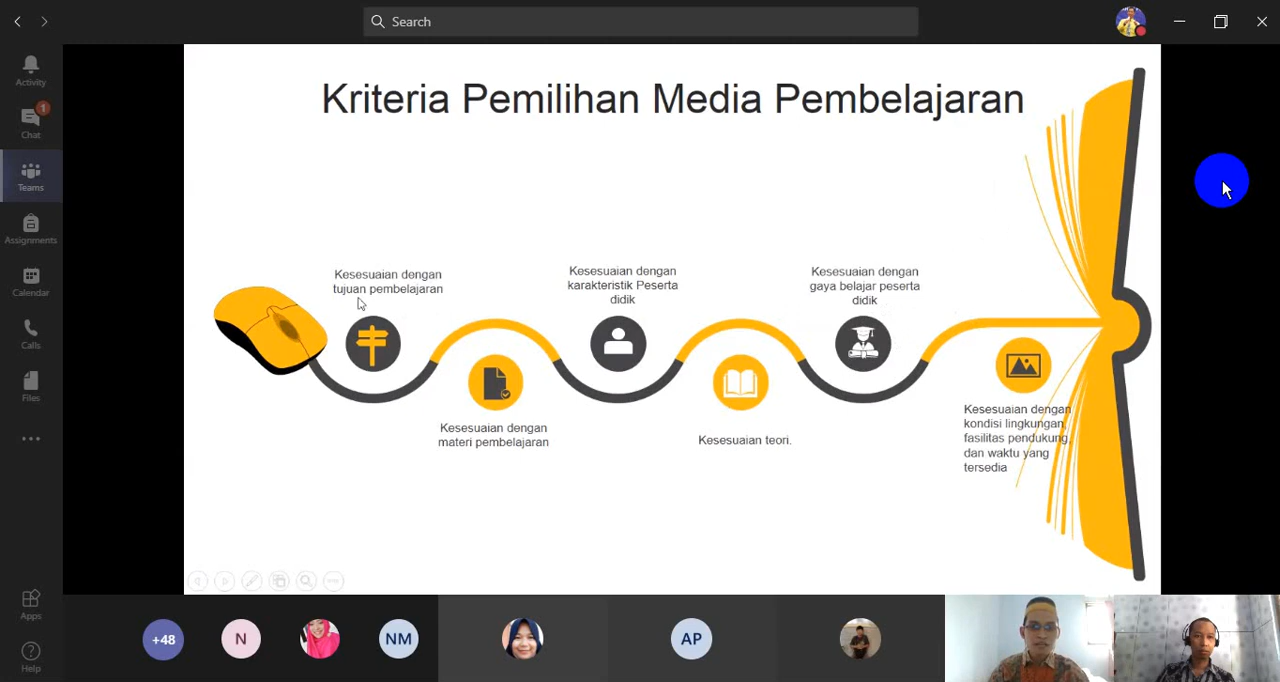 Search
Activity
1
Chat
Teams
Assignments
Calendar
Calls
Files
Apps
Help
Kriteria Pemilihan Media Pembelajaran
Kesesuaian dengan
tujuan pembelajaran
Kesesuaian dengan
materi pembelajaran
Kesesuaian dengan
karakteristik Peserta
didik
Kesesuaian teori.
Kesesuaian dengan
gaya belajar peserta
didik
Kesesuaian dengan
kondisi lingkungan,
fasilitas pendukung,
dan waktu yang
tersedia
+48
N
NM
AP